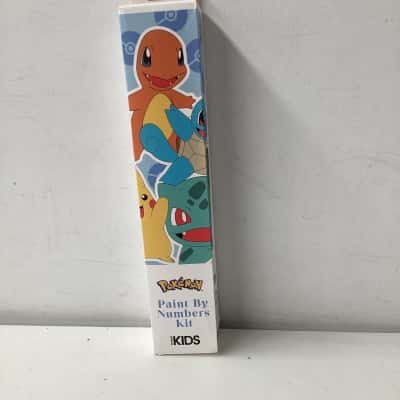 POKéMON
Paint By
Numbers
Kit
KIDS